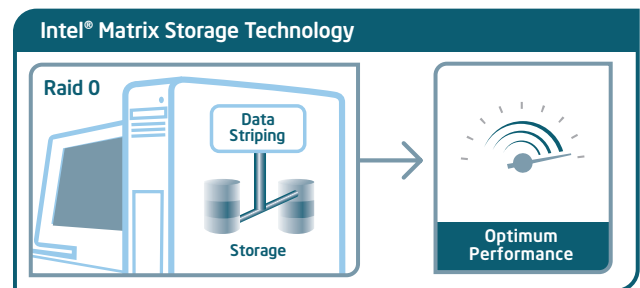 Intel® Matrix Storage Technology
Raid 0
Data
Striping
Storage
Optimum
Performance